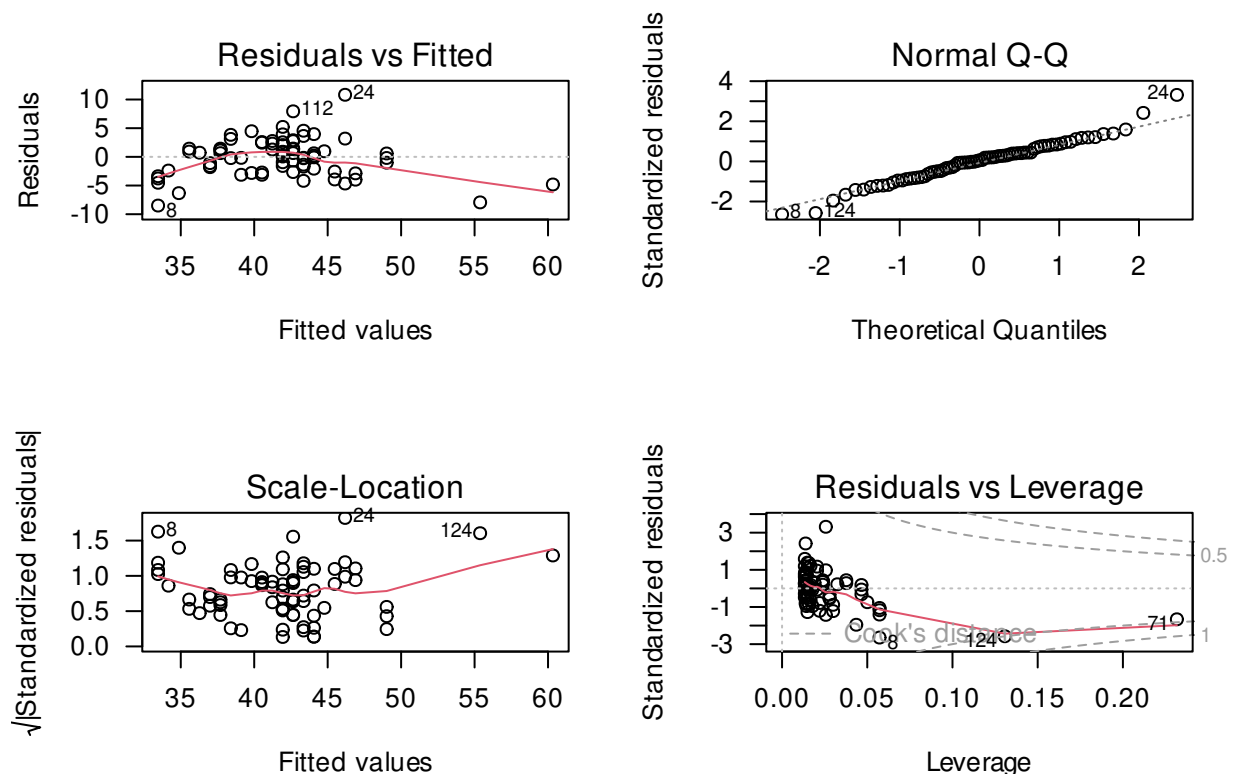 Residuals vs Fitted
Residuals
10
5
0
-5
-10
24
112
8
35 40 45 50 55 60
Fitted values
Normal Q-Q
Standardized residuals
4
2
0
-2
24
8
124
-2 -1 0 1 2
Theoretical Quantiles
Scale-Location
√|Standardized residuals|
1.5
1.0
0.5
0.0
8
24
124
35 40 45 50 55 60
Fitted values
Residuals vs Leverage
Standardized residuals
3
1
-1
-3
0.5
1
71
Cook's distance
8
124
0.00 0.05 0.10 0.15 0.20
Leverage